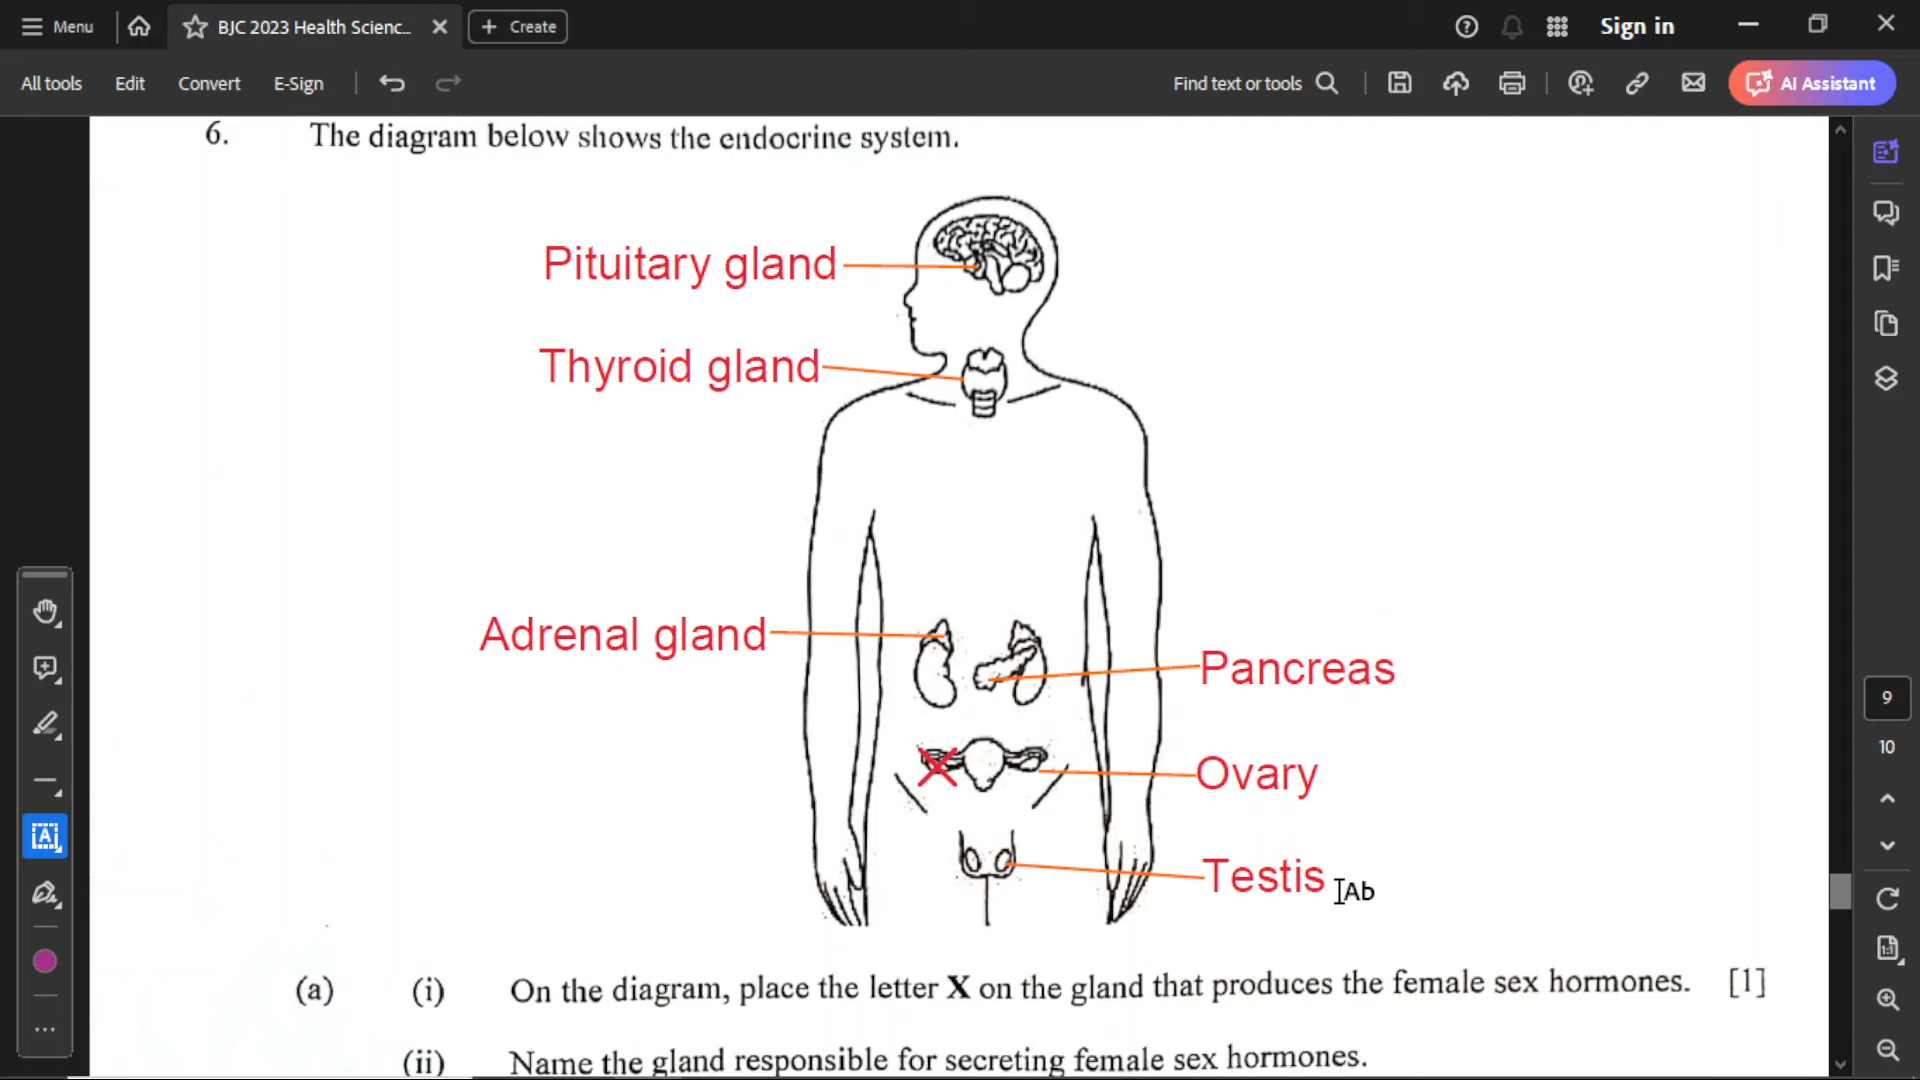 Menu
BJC 2023 Health Scienc...
Create
Sign in
All tools
Edit
Convert
E-Sign
Find text or tools
AI Assistant
6. The diagram below shows the endocrine system.
Pituitary gland
Thyroid gland
Adrenal gland
Pancreas
Ovary
Testis
Ab
A
9
10
1:1
(a) (i) On the diagram, place the letter X on the gland that produces the female sex hormones. [1]
(ii) Name the gland responsible for secreting female sex hormones.